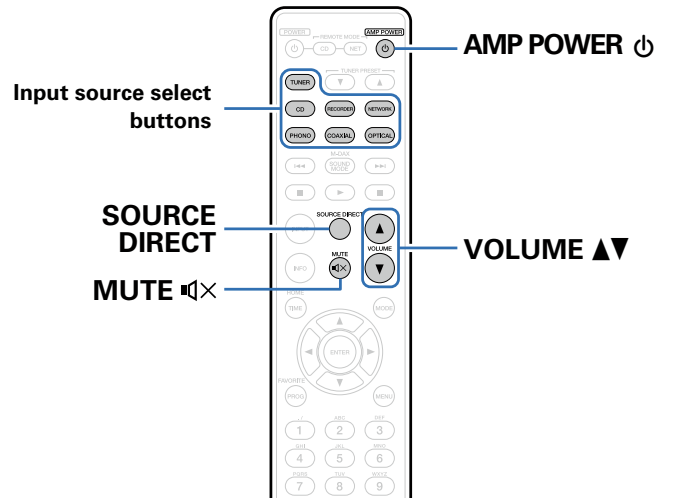 POWER
AMP POWER
REMOTE MODE
CD
NET
AMP POWER
TUNER PRESET
TUNER
Input source select
buttons
CD
RECORDER
NETWORK
PHONO
COAXIAL
OPTICAL
M-DAX
SOUND
MODE
SOURCE
DIRECT
SOURCE DIRECT
VOLUME
VOLUME ▲▼
MUTE
MUTE
INFO
HOME
TIME
MODE
ENTER
FAVORITE
PROG
MENU
./
ABC
DEF
1
2
3
GHI
JKL
MNO
4
5
6
PQRS
TUV
WXYZ
7
8
9